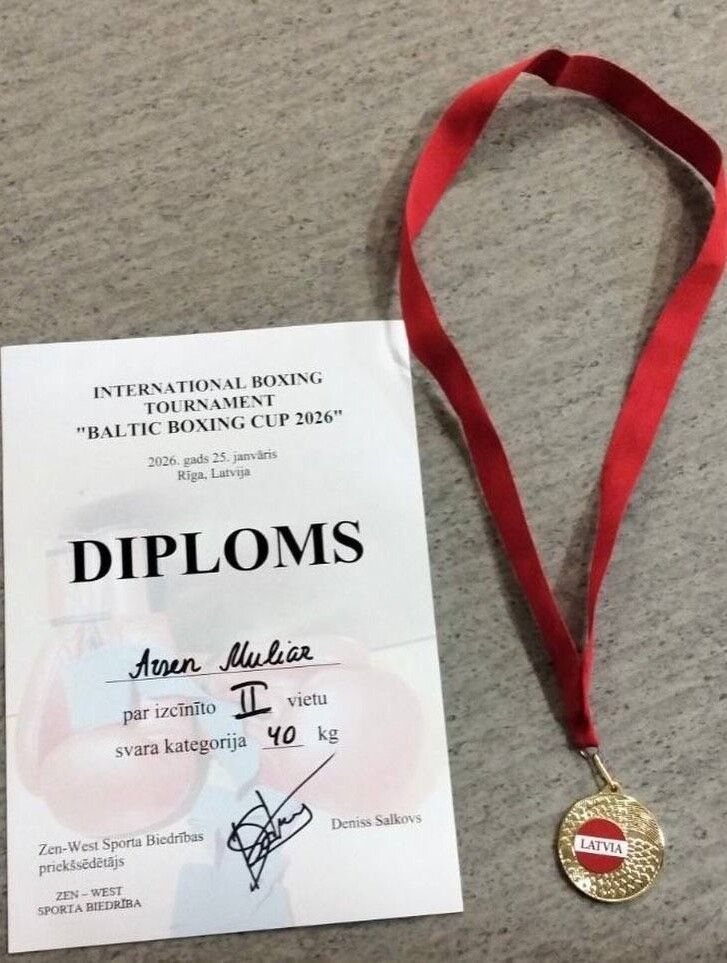 INTERNATIONAL BOXING
TOURNAMENT
"BALTIC BOXING CUP 2026"
2026. gads 25. janvāris
Rīga, Latvija
DIPLOMS
Arsen Muliar
par izcīnīto II vietu
svara kategorija 40 kg
Zen-West Sporta Biedrības
priekšsēdētājs
Deniss Salkovs
ZEN – WEST
SPORTA BIEDRĪBA
LATVIA